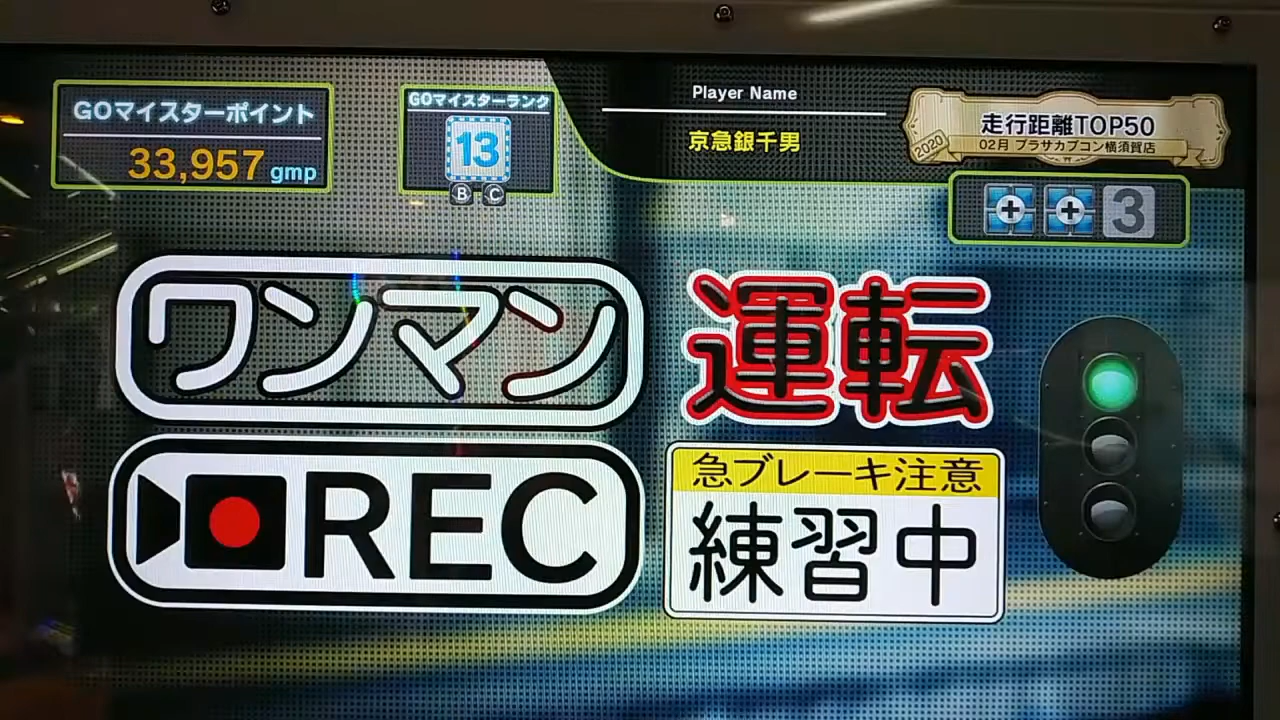 GOマイスターポイント
33,957 gmp
GOマイスターランク
13
B C
Player Name
京急銀千男
走行距離TOP50
2020
02月 プラサカプコン横須賀店
3
ワンマン
運転
REC
急ブレーキ注意
練習中